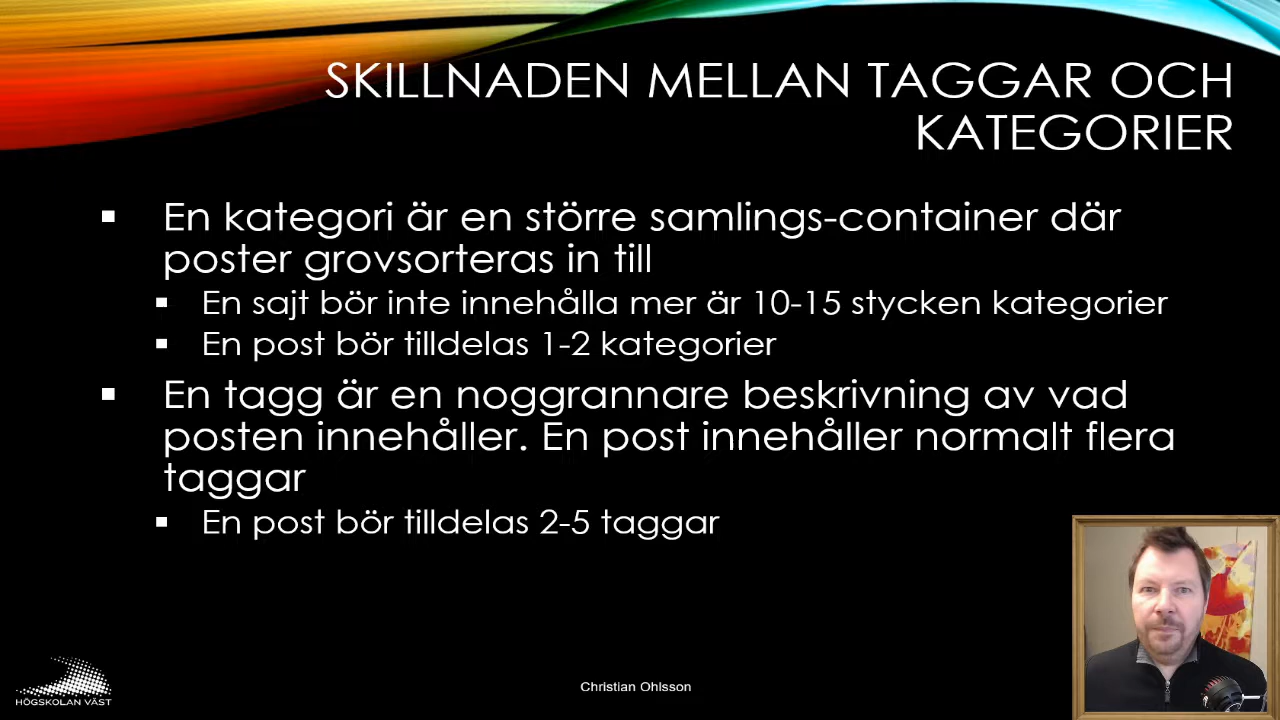 SKILLNADEN MELLAN TAGGAR OCH
KATEGORIER
▪ En kategori är en större samlings-container där
poster grovsorteras in till
▪ En sajt bör inte innehålla mer är 10-15 stycken kategorier
▪ En post bör tilldelas 1-2 kategorier
▪ En tagg är en noggrannare beskrivning av vad
posten innehåller. En post innehåller normalt flera
taggar
▪ En post bör tilldelas 2-5 taggar
HÖGSKOLAN VÄST
Christian Ohlsson